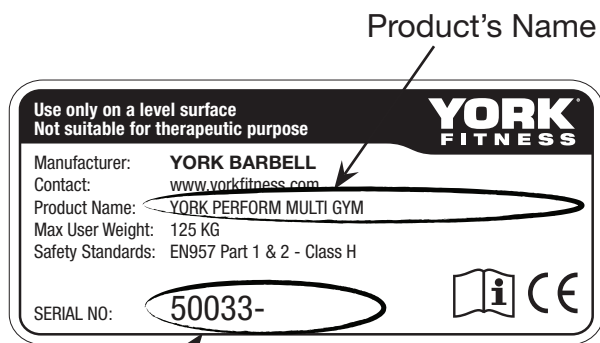 Product's Name
Use only on a level surface
Not suitable for therapeutic purpose
YORK
FITNESS
Manufacturer: YORK BARBELL
Contact: www.yorkfitness.com
Product Name: YORK PERFORM MULTI GYM
Max User Weight: 125 KG
Safety Standards: EN957 Part 1 & 2 - Class H
SERIAL NO: 50033-
i CE